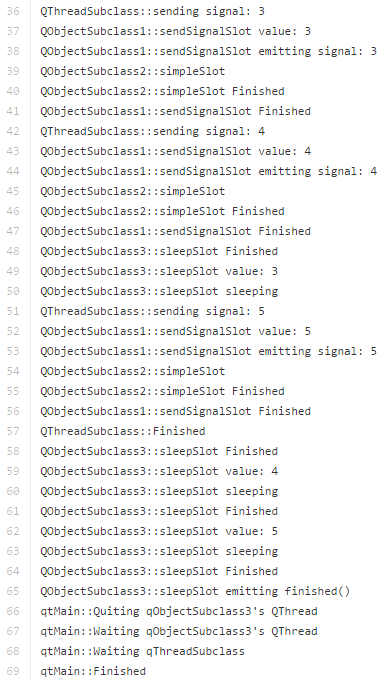 36 QThreadSubclass::sending signal: 3
37 QObjectSubclass1::sendSignalSlot value: 3
38 QObjectSubclass1::sendSignalSlot emitting signal: 3
39 QObjectSubclass2::simpleSlot
40 QObjectSubclass2::simpleSlot Finished
41 QObjectSubclass1::sendSignalSlot Finished
42 QThreadSubclass::sending signal: 4
43 QObjectSubclass1::sendSignalSlot value: 4
44 QObjectSubclass1::sendSignalSlot emitting signal: 4
45 QObjectSubclass2::simpleSlot
46 QObjectSubclass2::simpleSlot Finished
47 QObjectSubclass1::sendSignalSlot Finished
48 QObjectSubclass3::sleepSlot Finished
49 QObjectSubclass3::sleepSlot value: 3
50 QObjectSubclass3::sleepSlot sleeping
51 QThreadSubclass::sending signal: 5
52 QObjectSubclass1::sendSignalSlot value: 5
53 QObjectSubclass1::sendSignalSlot emitting signal: 5
54 QObjectSubclass2::simpleSlot
55 QObjectSubclass2::simpleSlot Finished
56 QObjectSubclass1::sendSignalSlot Finished
57 QThreadSubclass::Finished
58 QObjectSubclass3::sleepSlot Finished
59 QObjectSubclass3::sleepSlot value: 4
60 QObjectSubclass3::sleepSlot sleeping
61 QObjectSubclass3::sleepSlot Finished
62 QObjectSubclass3::sleepSlot value: 5
63 QObjectSubclass3::sleepSlot sleeping
64 QObjectSubclass3::sleepSlot Finished
65 QObjectSubclass3::sleepSlot emitting finished()
66 qtMain::Quiting qObjectSubclass3's QThread
67 qtMain::Waiting qObjectSubclass3's QThread
68 qtMain::Waiting qThreadSubclass
69 qtMain::Finished